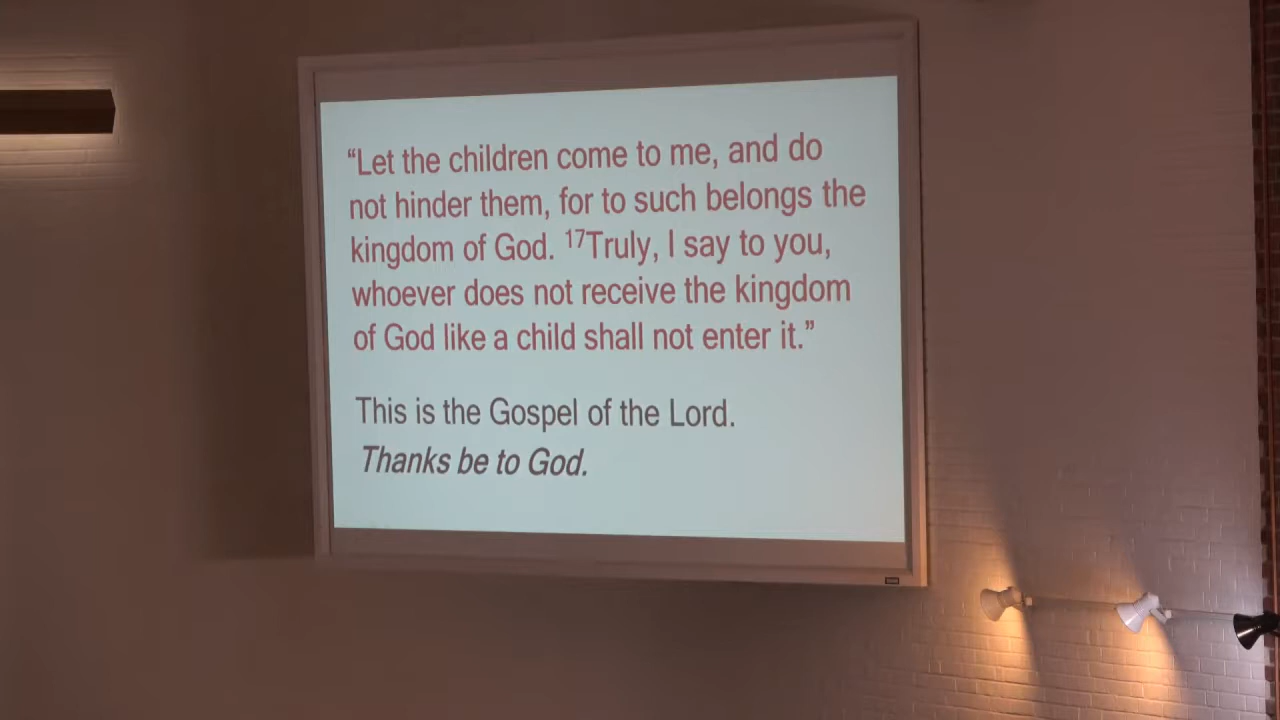 “Let the children come to me, and do
not hinder them, for to such belongs the
kingdom of God. ¹⁷Truly, I say to you,
whoever does not receive the kingdom
of God like a child shall not enter it.”
This is the Gospel of the Lord.
Thanks be to God.